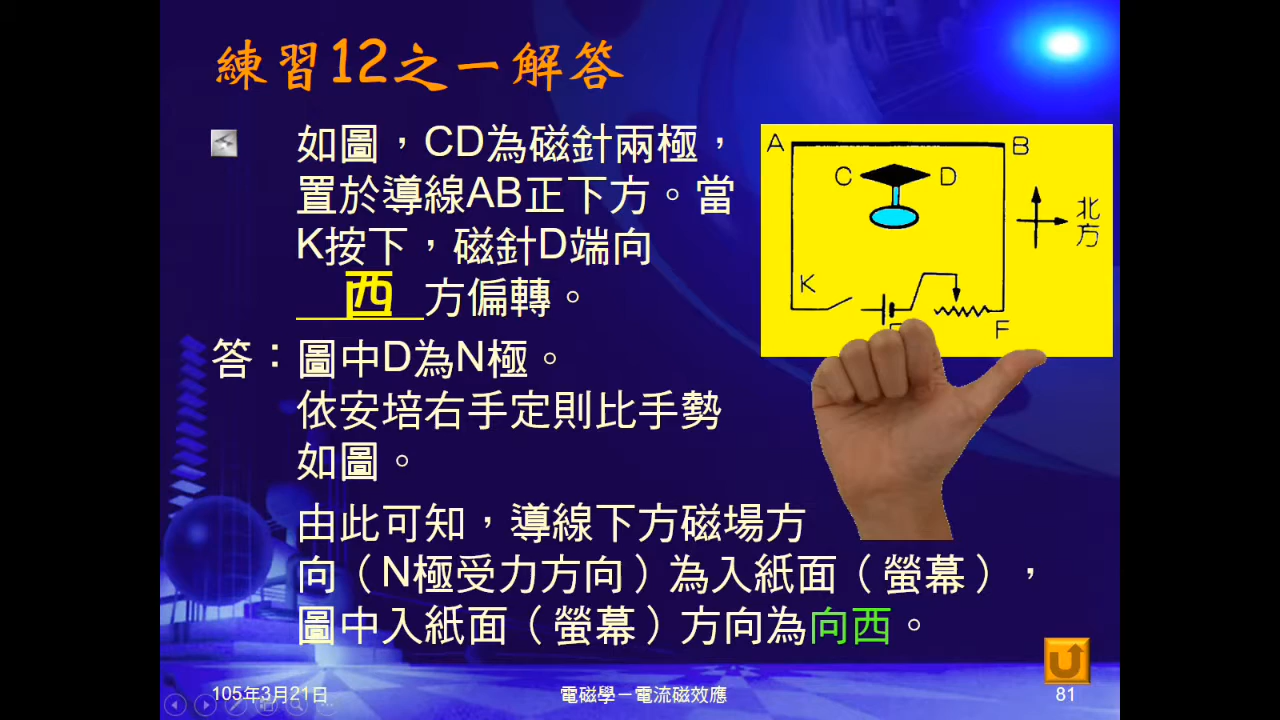 練習12之一解答
如圖，CD為磁針兩極，
置於導線AB正下方。當
K按下，磁針D端向
西方偏轉。
A
B
C
D
北
方
K
F
答：圖中D為N極。
依安培右手定則比手勢
如圖。
由此可知，導線下方磁場方
向（N極受力方向）為入紙面（螢幕），
圖中入紙面（螢幕）方向為向西。
105年3月21日
電磁學－電流磁效應
81